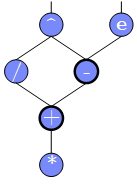 ^ e
/ -
+
*